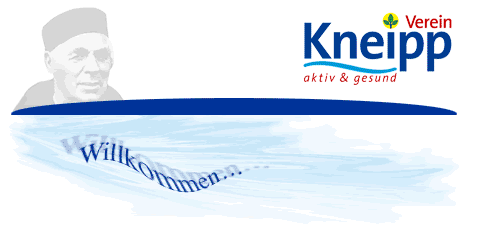 Verein
Kneipp
aktiv & gesund
Willkommen...